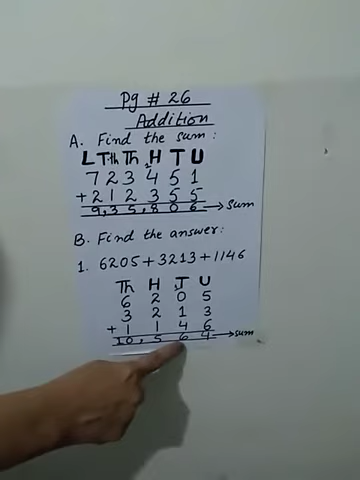 Pg # 26
Addition
A. Find the sum:
L TTh Th H T U
1
7 2 3 4 5 1
+ 2 1 2 3 5 5
9, 3 5, 8 0 6 → Sum
B. Find the answer:
1. 6205 + 3213 + 1146
Th H T U
1
6 2 0 5
3 2 1 3
+ 1 1 4 6
10, 5 6 4 → Sum